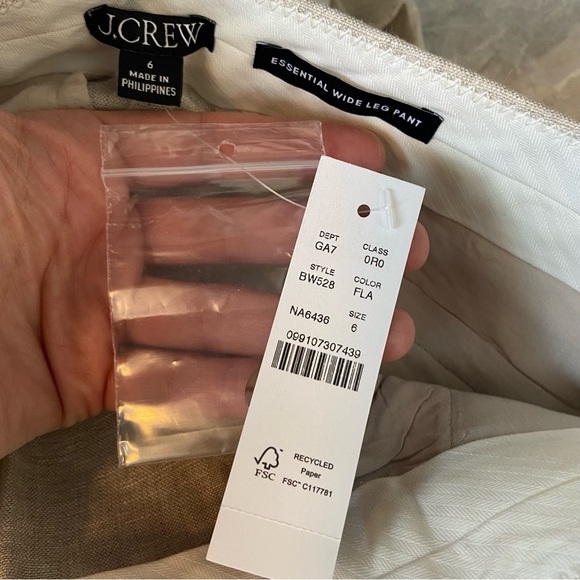 J.CREW
6
MADE IN
PHILIPPINES
ESSENTIAL WIDE LEG PANT
DEPT CLASS
GA7 0R0
STYLE COLOR
BW528 FLA
NA6436 SIZE
6
099107307439
FSC
RECYCLED
Paper
FSC™ C117781